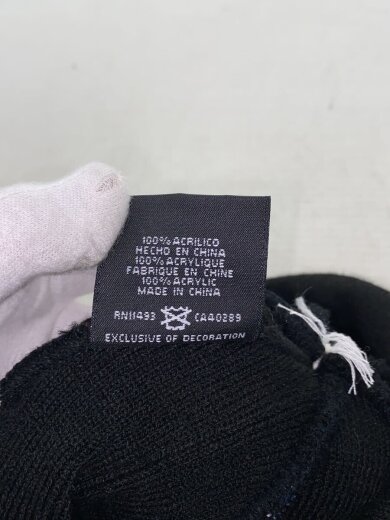 100% ACRILICO
HECHO EN CHINA
100% ACRYLIQUE
FABRIQUE EN CHINE
100% ACRYLIC
MADE IN CHINA
RN11493 CA40289
EXCLUSIVE OF DECORATION